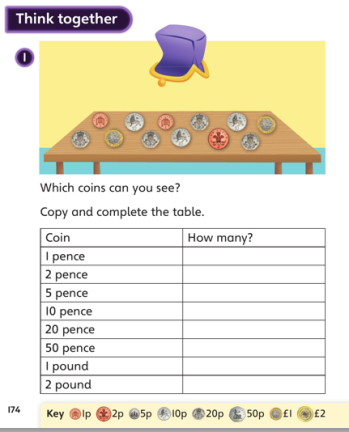 Think together
1
Which coins can you see?
Copy and complete the table.
Coin How many?
1 pence
2 pence
5 pence
10 pence
20 pence
50 pence
1 pound
2 pound
174 Key 1p 2p 5p 10p 20p 50p £1 £2